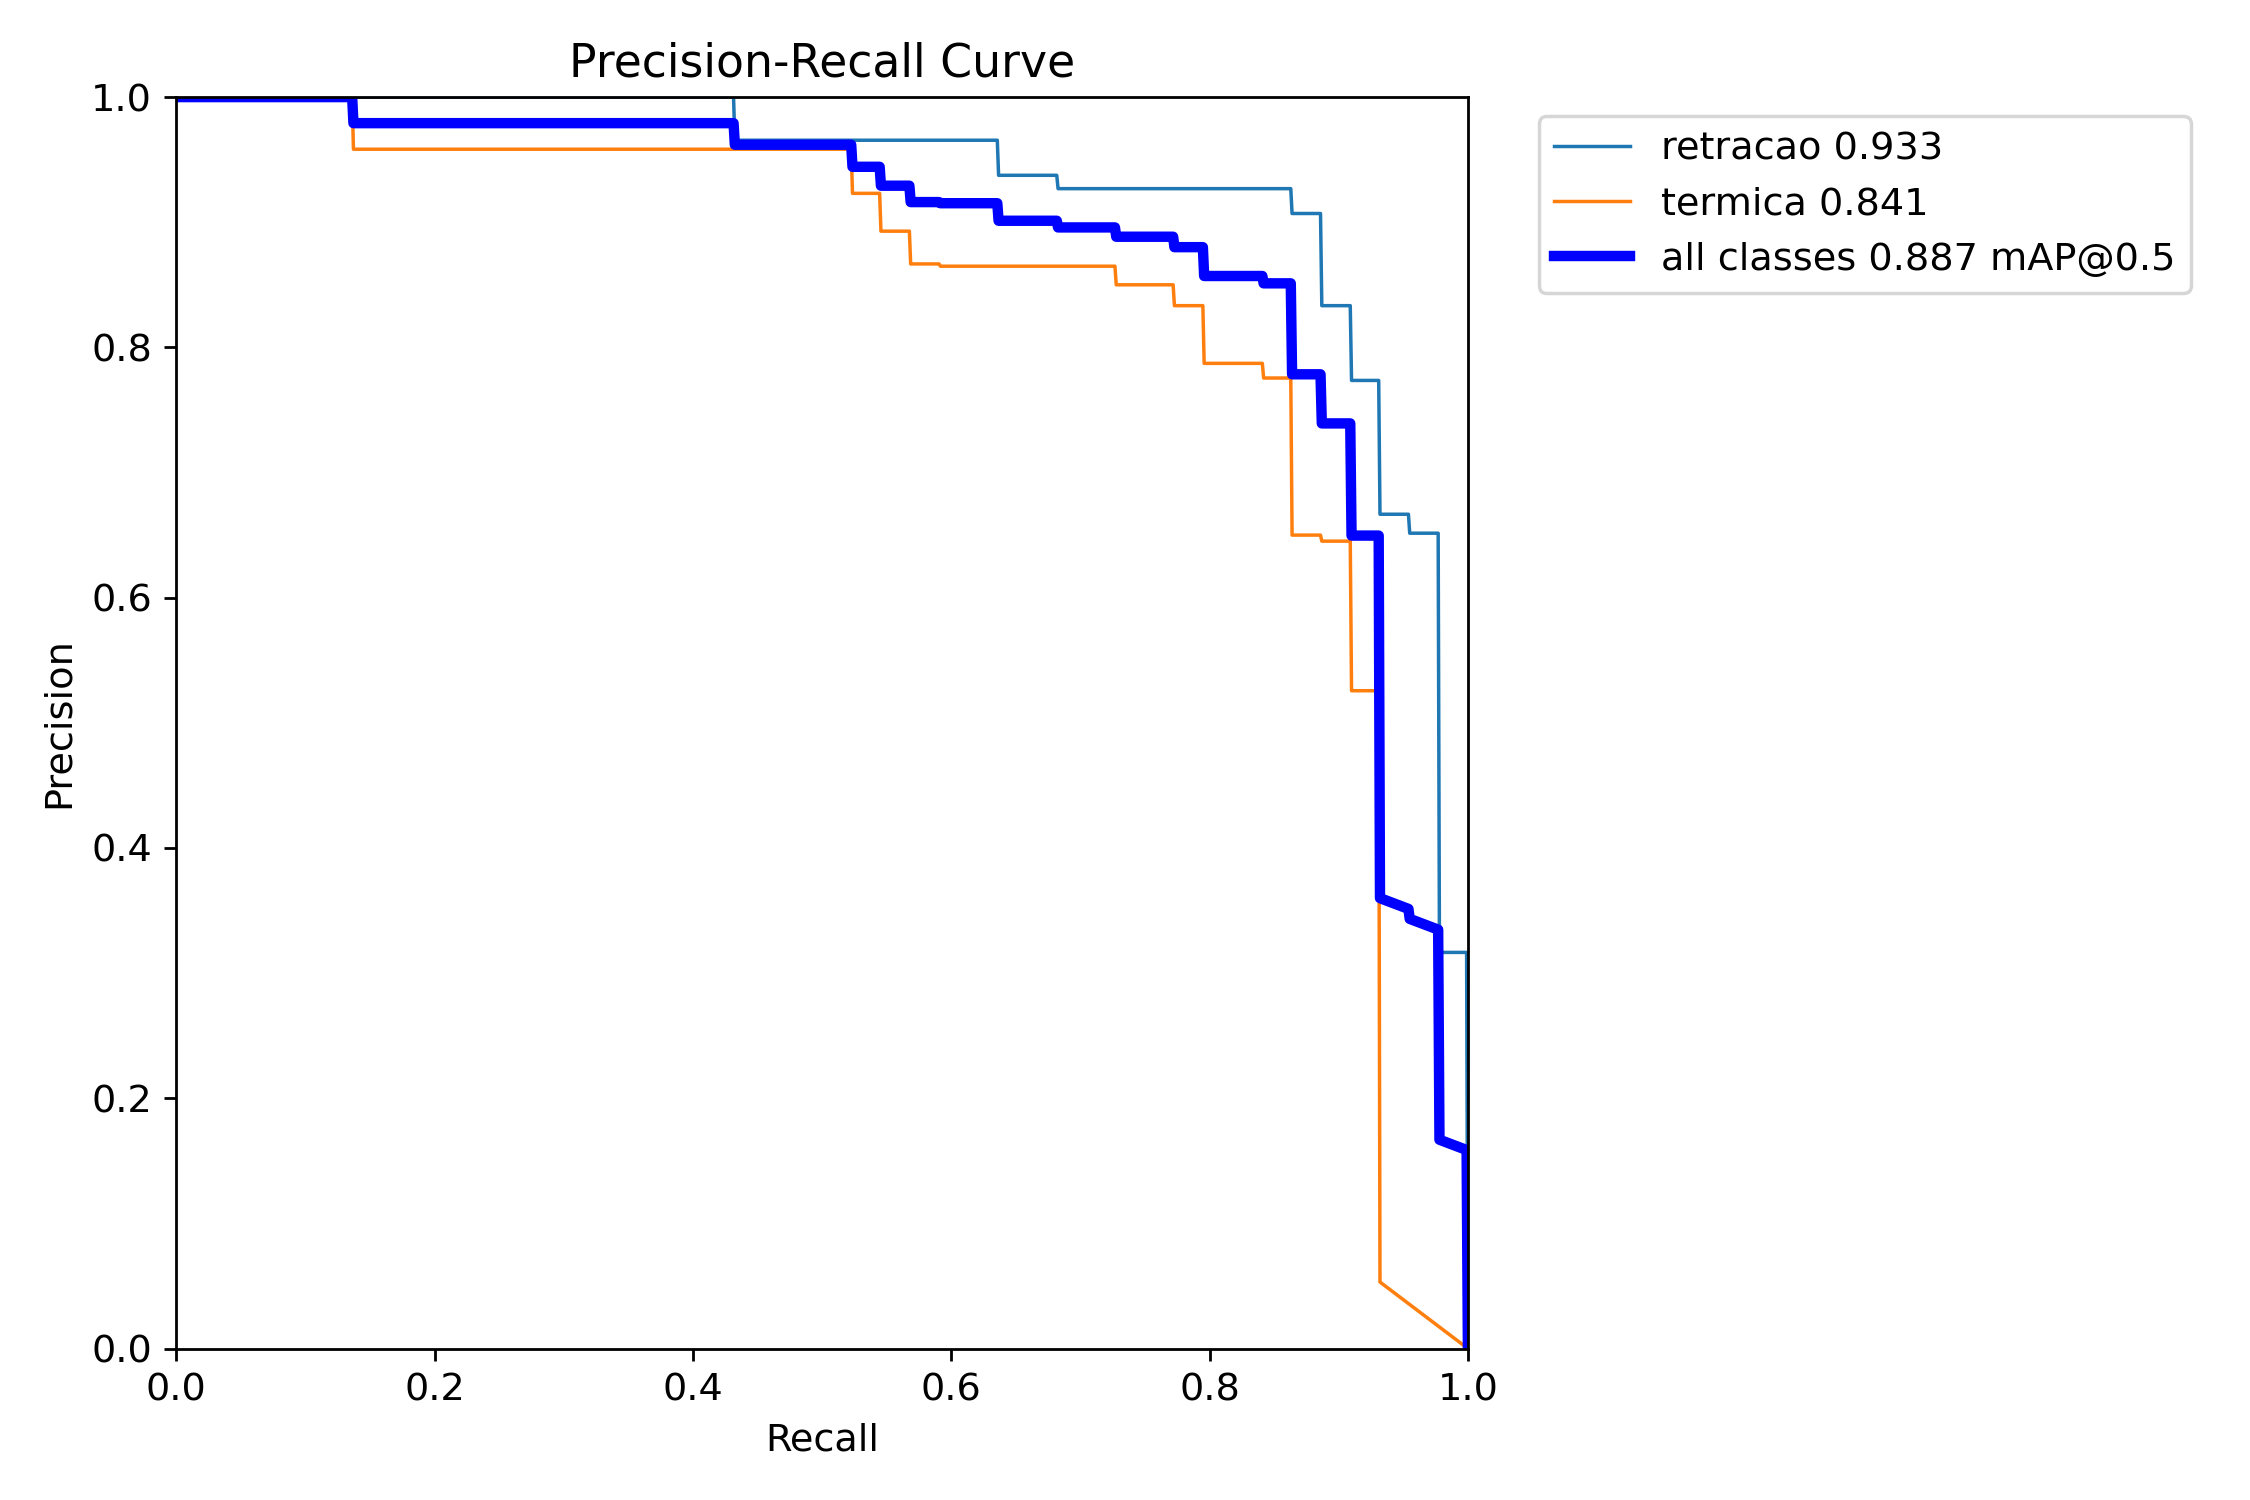 Precision-Recall Curve
1.0
0.8
0.6
0.4
0.2
0.0
Precision
0.0 0.2 0.4 0.6 0.8 1.0
Recall
retracao 0.933
termica 0.841
all classes 0.887 mAP@0.5